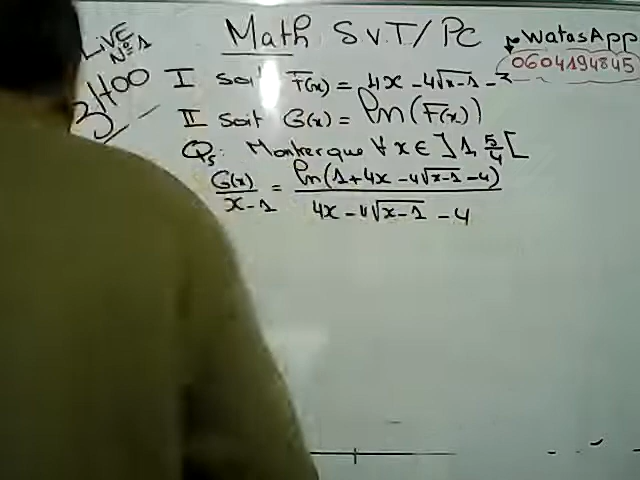 LIVE
N°1
Math SVT/PC
WatasApp
0604194845
3H00
I soit F(x) = 4x - 4√x-1 - 3
II Soit G(x) = ln(F(x))
Q5: Montrer que ∀ x ∈ ]1, 5/4[
G(x)/x-1 = ln(1+4x-4√x-1-4)/4x-4√x-1-4